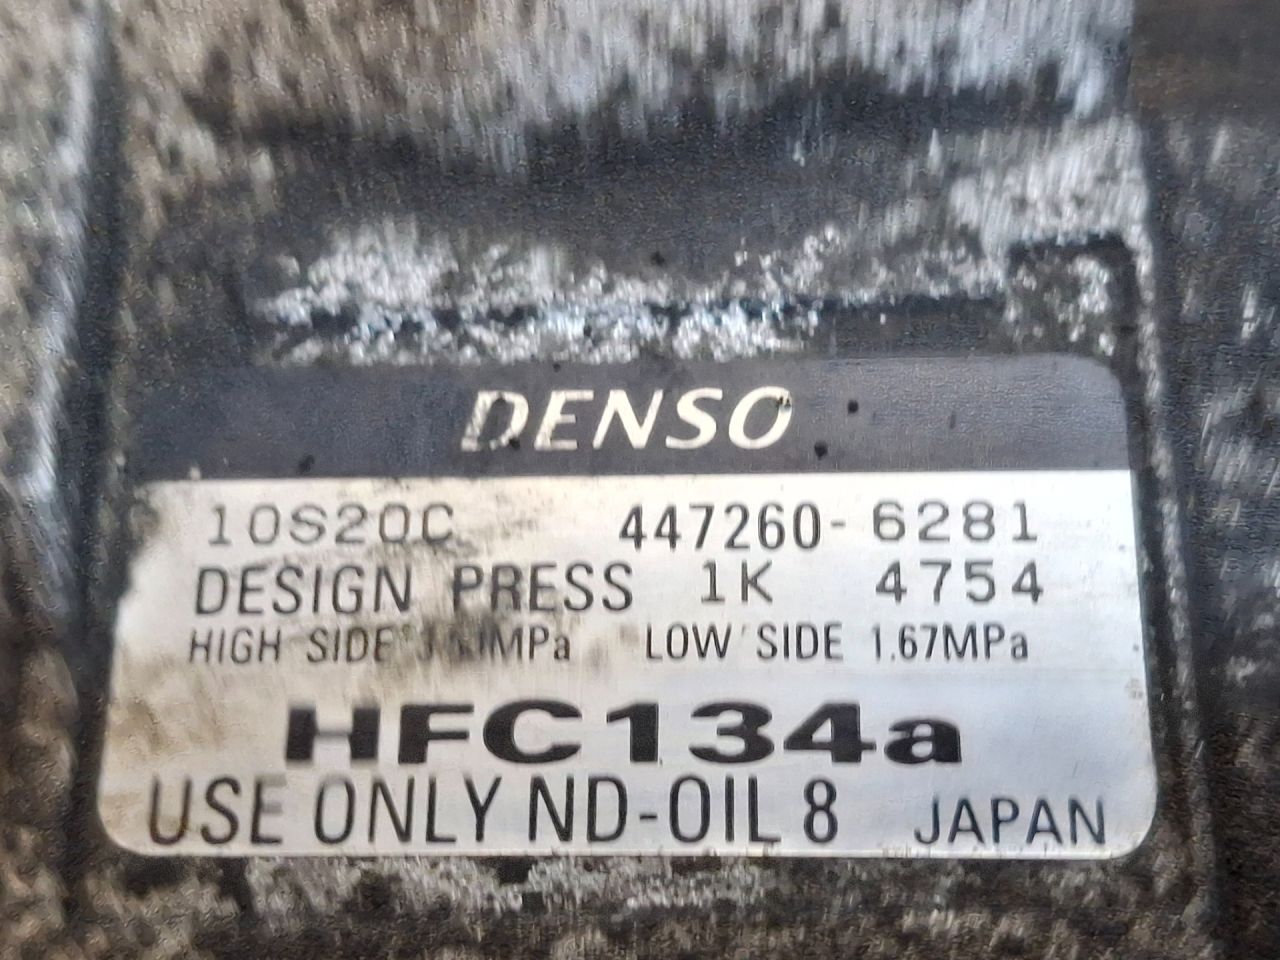 DENSO
10S20C 447260-6281
DESIGN PRESS 1K 4754
HIGH SIDE LOW SIDE 1.67MPa
HFC134a
USE ONLY ND-OIL 8 JAPAN